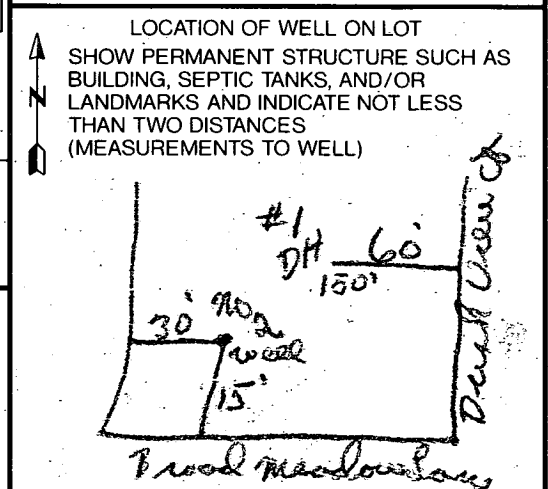 LOCATION OF WELL ON LOT
SHOW PERMANENT STRUCTURE SUCH AS
BUILDING, SEPTIC TANKS, AND/OR
N LANDMARKS AND INDICATE NOT LESS
THAN TWO DISTANCES
(MEASUREMENTS TO WELL)
#1
DH 60'
150'
30' No 2
well
15'
View Ct
Broad Meadow Lane